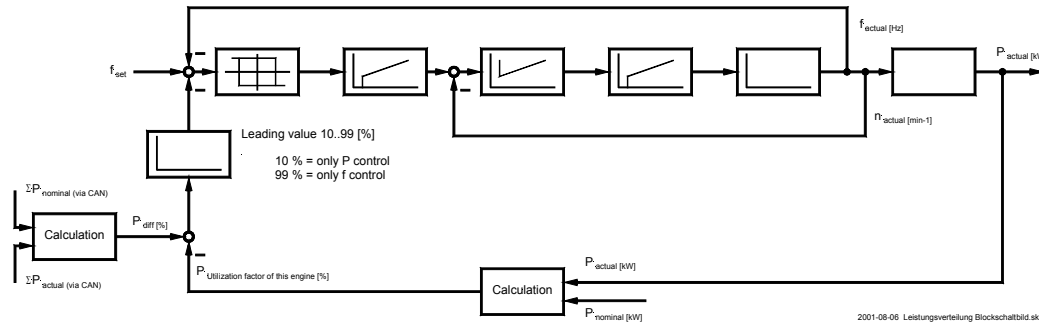 f actual [Hz]
P actual [kW
f set
n actual [min-1]
Leading value 10..99 [%]
10 % = only P control
99 % = only f control
ΣP nominal (via CAN)
P diff [%]
Calculation
ΣP actual (via CAN)
P Utilization factor of this engine [%]
P actual [kW]
Calculation
P nominal [kW]
2001-08-06 Leistungsverteilung Blockschaltbild.sk